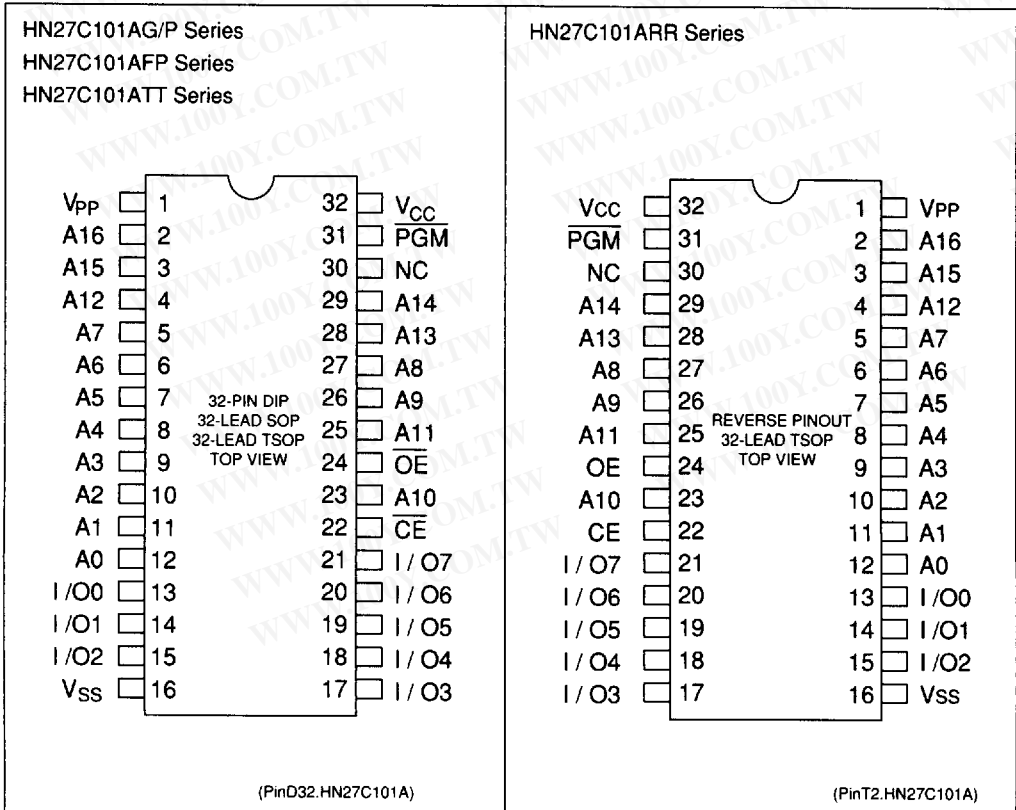 HN27C101AG/P Series
HN27C101AFP Series
HN27C101ATT Series
VPP 1 32 VCC
A16 2 31 P̅G̅M̅
A15 3 30 NC
A12 4 29 A14
A7 5 28 A13
A6 6 27 A8
A5 7 26 A9
A4 8 25 A11
A3 9 24 O̅E̅
A2 10 23 A10
A1 11 22 C̅E̅
A0 12 21 I/O7
I/O0 13 20 I/O6
I/O1 14 19 I/O5
I/O2 15 18 I/O4
VSS 16 17 I/O3
32-PIN DIP
32-LEAD SOP
32-LEAD TSOP
TOP VIEW
(PinD32.HN27C101A)
HN27C101ARR Series
VCC 32 1 VPP
P̅G̅M̅ 31 2 A16
NC 30 3 A15
A14 29 4 A12
A13 28 5 A7
A8 27 6 A6
A9 26 7 A5
A11 25 8 A4
OE 24 9 A3
A10 23 10 A2
CE 22 11 A1
I/O7 21 12 A0
I/O6 20 13 I/O0
I/O5 19 14 I/O1
I/O4 18 15 I/O2
I/O3 17 16 VSS
REVERSE PINOUT
32-LEAD TSOP
TOP VIEW
(PinT2.HN27C101A)
WWW.100Y.COM.TW